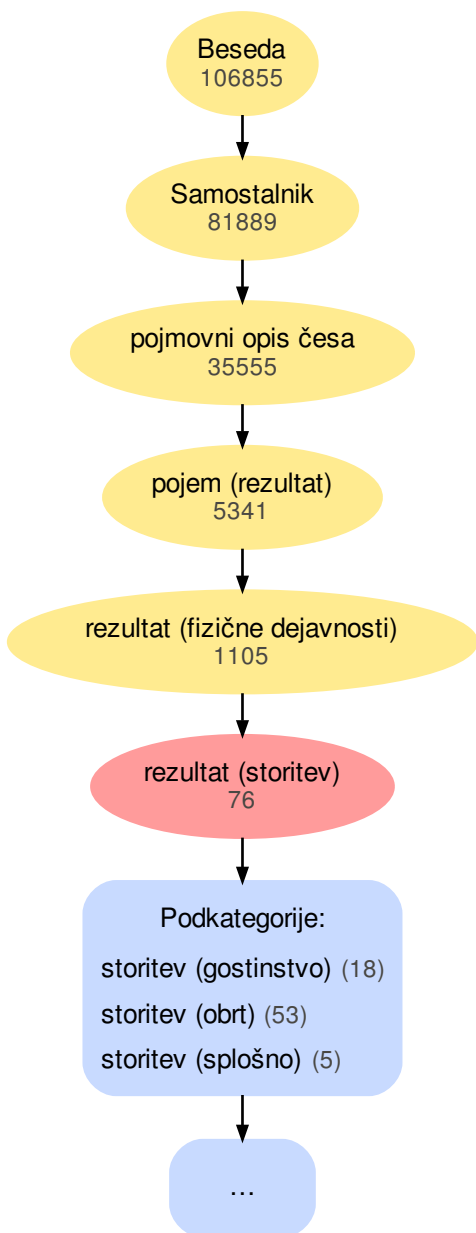 Beseda
106855
Samostalnik
81889
pojmovni opis česa
35555
pojem (rezultat)
5341
rezultat (fizične dejavnosti)
1105
rezultat (storitev)
76
Podkategorije:
storitev (gostinstvo) (18)
storitev (obrt) (53)
storitev (splošno) (5)
...